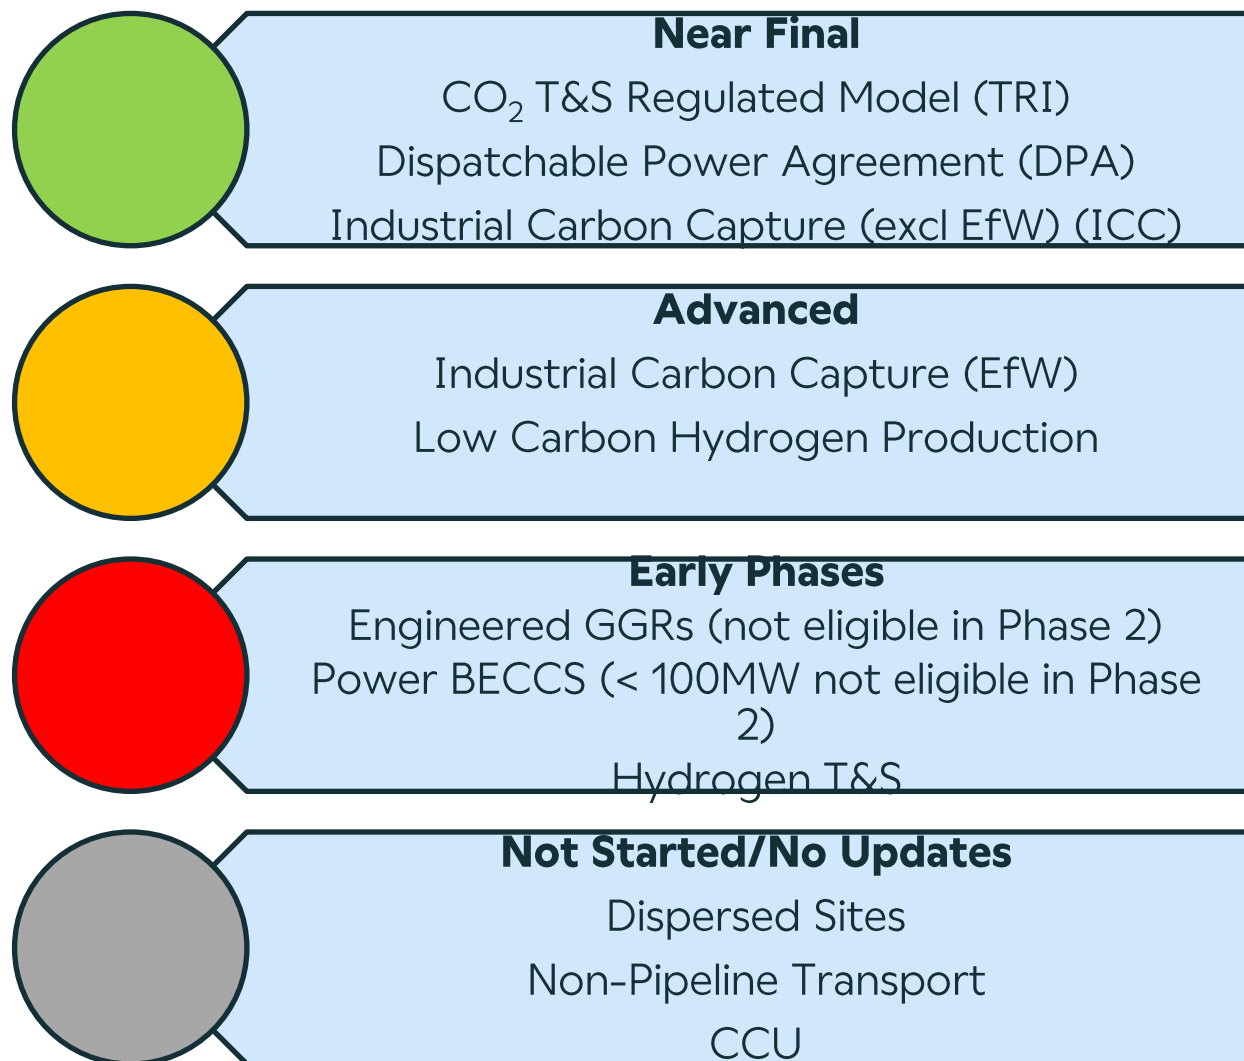 Near Final
CO₂ T&S Regulated Model (TRI)
Dispatchable Power Agreement (DPA)
Industrial Carbon Capture (excl EfW) (ICC)
Advanced
Industrial Carbon Capture (EfW)
Low Carbon Hydrogen Production
Early Phases
Engineered GGRs (not eligible in Phase 2)
Power BECCS (< 100MW not eligible in Phase
2)
Hydrogen T&S
Not Started/No Updates
Dispersed Sites
Non-Pipeline Transport
CCU